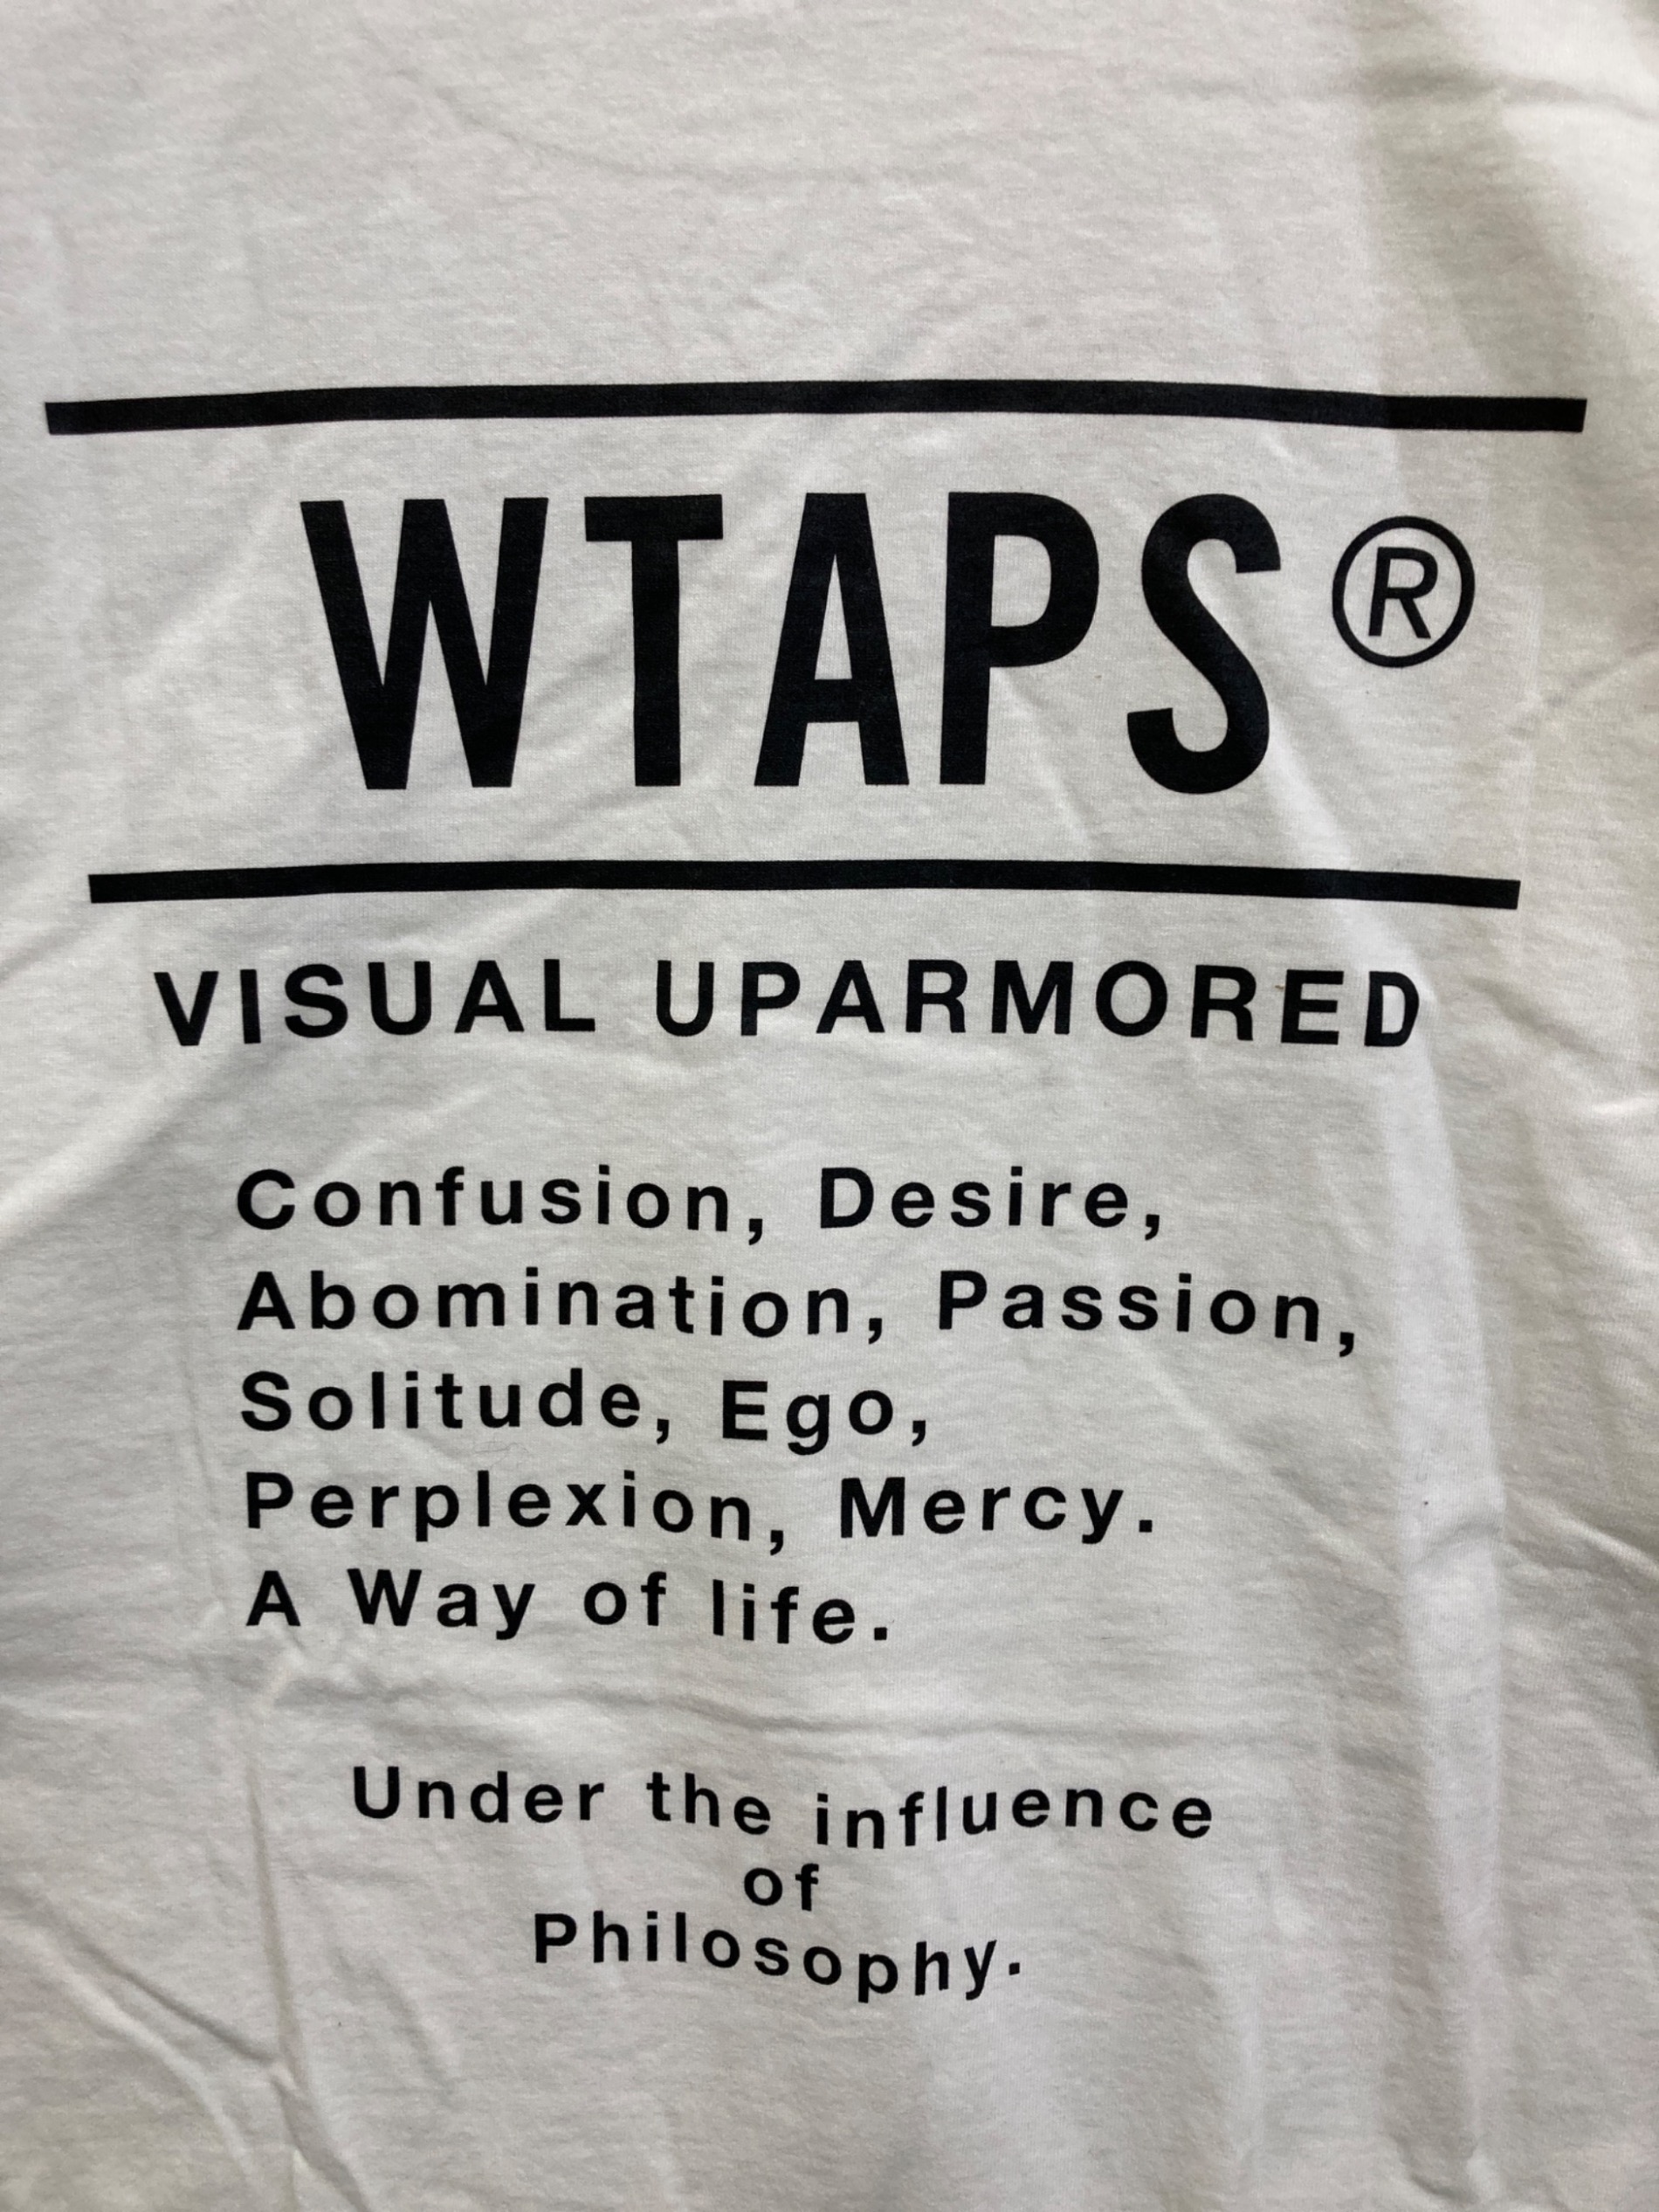 WTAPS®
VISUAL UPARMORED
Confusion, Desire,
Abomination, Passion,
Solitude, Ego,
Perplexion, Mercy.
A Way of life.
Under the influence
of
Philosophy.